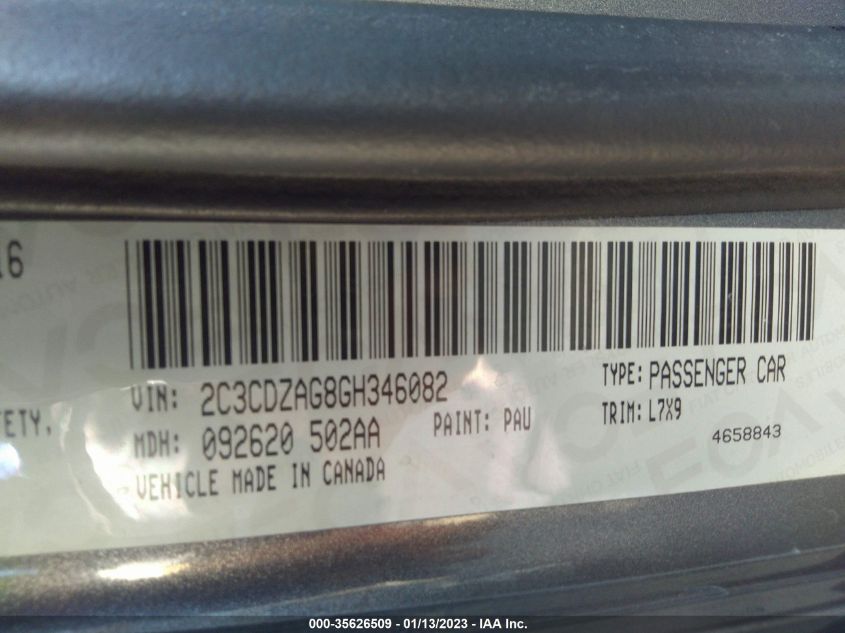 16
VIN: 2C3CDZAG8GH346082
TYPE: PASSENGER CAR
ETY,
MDH: 092620 502AA
PAINT: PAU
TRIM: L7X9
4658843
VEHICLE MADE IN CANADA
000-35626509 - 01/13/2023 - IAA Inc.